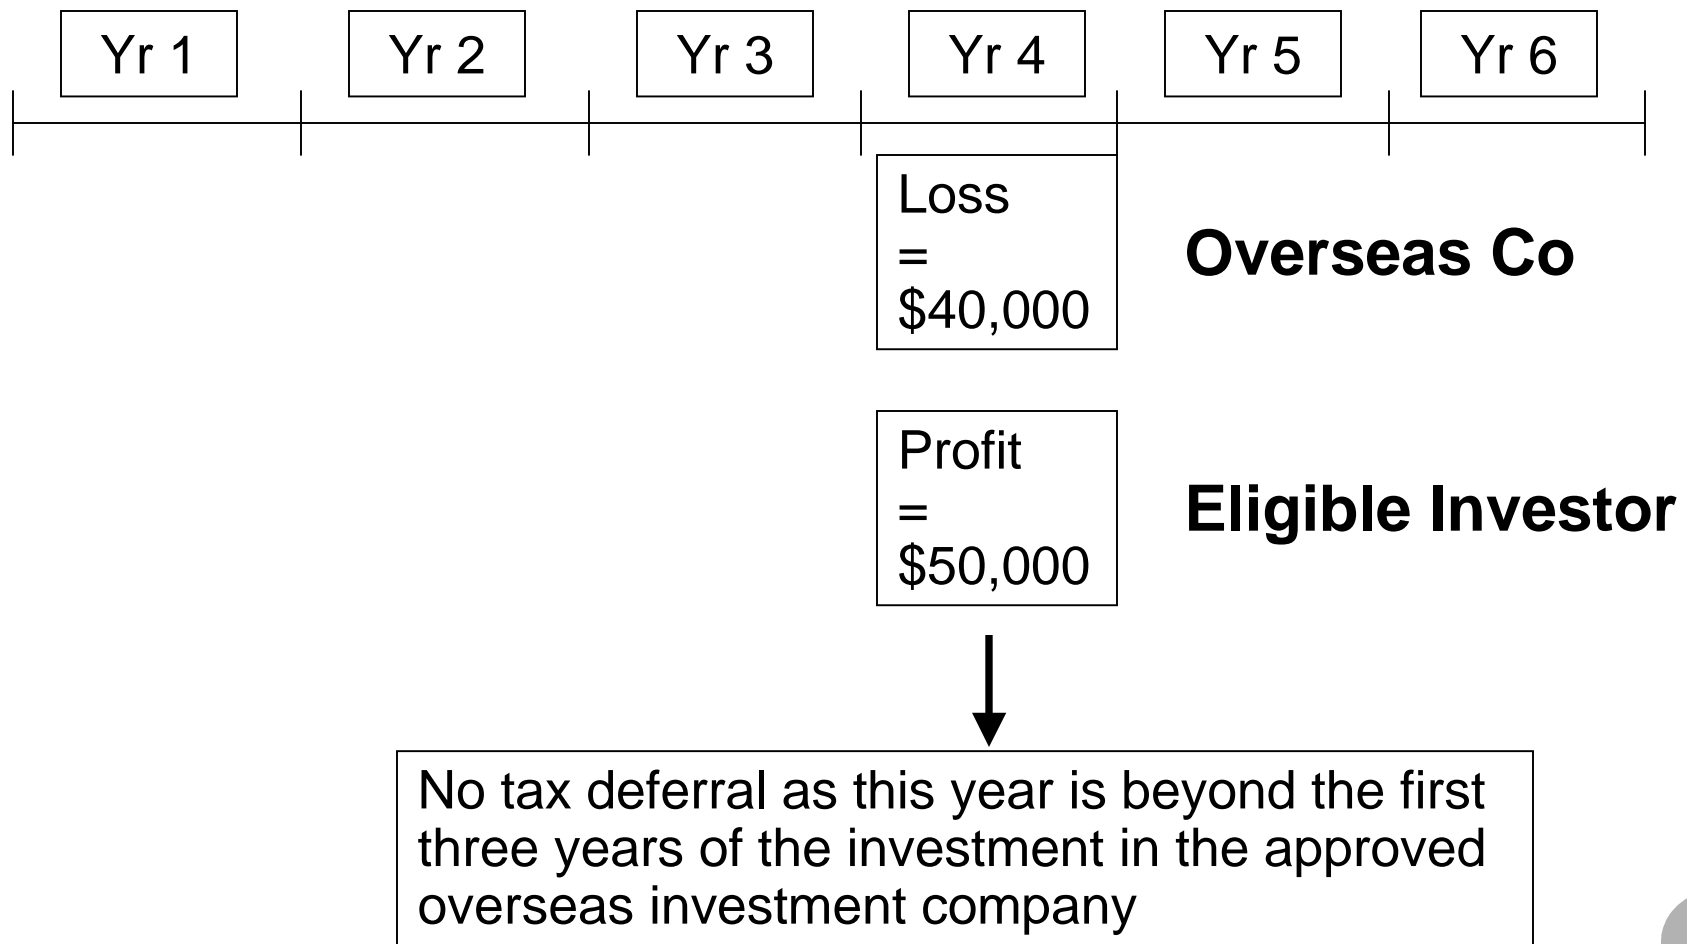 Yr 1
Yr 2
Yr 3
Yr 4
Yr 5
Yr 6
Loss
=
$40,000
Overseas Co
Profit
=
$50,000
Eligible Investor
No tax deferral as this year is beyond the first
three years of the investment in the approved
overseas investment company